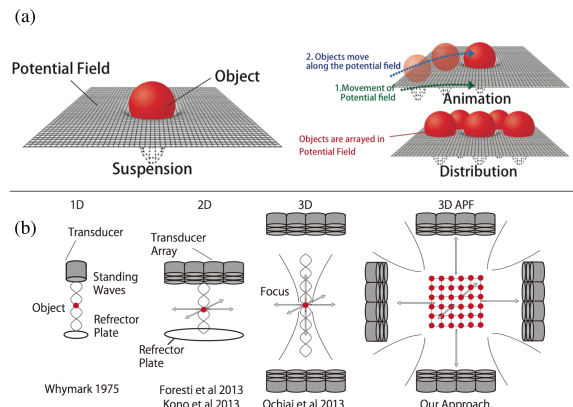 (a)
Potential Field
Object
Suspension
2. Objects move
along the potential field
1.Movement of
Potential field
Animation
Objects are arrayed in
Potential Field
Distribution
(b)
1D
2D
3D
3D APF
Transducer
Standing
Waves
Object
Refrector
Plate
Whymark 1975
Transducer
Array
Refrector
Plate
Foresti et al 2013
Kono et al 2013
Focus
Ochiai et al 2013
Our Approach